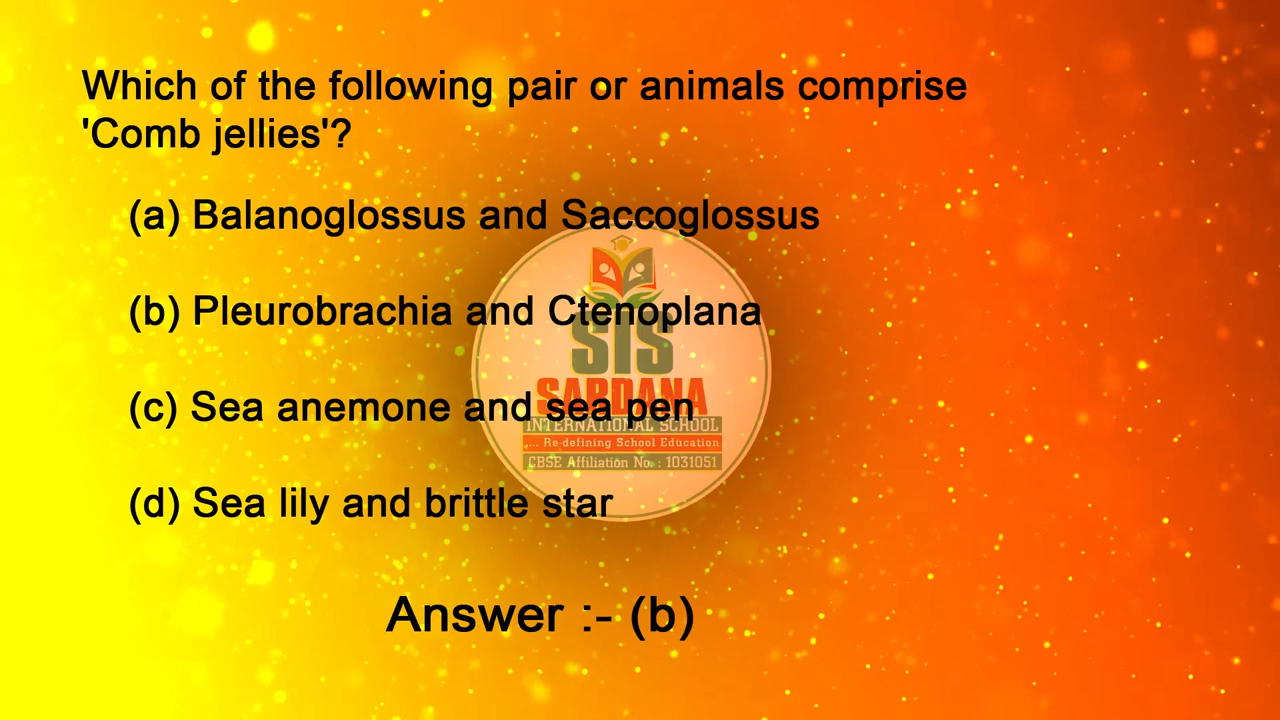 Which of the following pair or animals comprise
'Comb jellies'?
(a) Balanoglossus and Saccoglossus
(b) Pleurobrachia and Ctenoplana
SIS
SARDANA
(c) Sea anemone and sea pen
INTERNATIONAL SCHOOL
.... Re-defining School Education
CBSE Affiliation No. : 1031051
(d) Sea lily and brittle star
Answer :- (b)